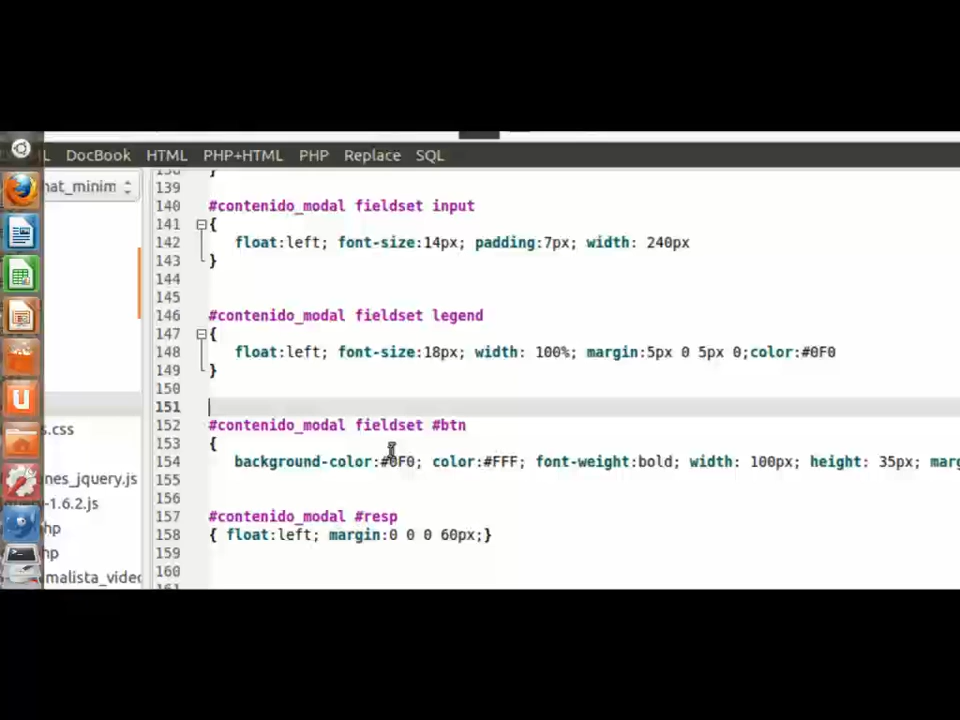 L DocBook HTML PHP+HTML PHP Replace SQL
hat_minim
s.css
nes_jquery.js
-1.6.2.js
hp
hp
malista_video
138 }
139
140 #contenido_modal fieldset input
141 {
142 float:left; font-size:14px; padding:7px; width: 240px
143 }
144
145
146 #contenido_modal fieldset legend
147 {
148 float:left; font-size:18px; width: 100%; margin:5px 0 5px 0;color:#0F0
149 }
150
151
152 #contenido_modal fieldset #btn
153 {
154 background-color:#0F0; color:#FFF; font-weight:bold; width: 100px; height: 35px; marg
155
156
157 #contenido_modal #resp
158 { float:left; margin:0 0 0 60px;}
159
160
161